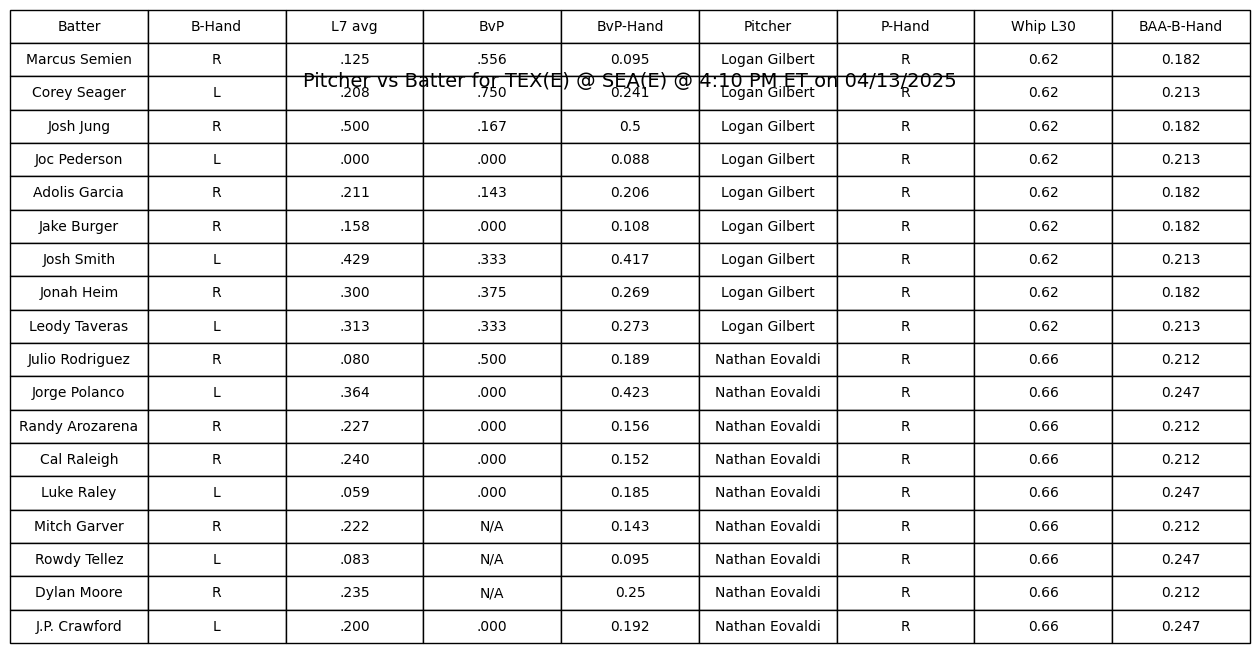 Batter B-Hand L7 avg BvP BvP-Hand Pitcher P-Hand Whip L30 BAA-B-Hand
Marcus Semien R .125 .556 0.095 Logan Gilbert R 0.62 0.182
Pitcher vs Batter for TEX(E) @ SEA(E) @ 4:10 PM ET on 04/13/2025
Corey Seager L .208 .750 0.241 Logan Gilbert R 0.62 0.213
Josh Jung R .500 .167 0.5 Logan Gilbert R 0.62 0.182
Joc Pederson L .000 .000 0.088 Logan Gilbert R 0.62 0.213
Adolis Garcia R .211 .143 0.206 Logan Gilbert R 0.62 0.182
Jake Burger R .158 .000 0.108 Logan Gilbert R 0.62 0.182
Josh Smith L .429 .333 0.417 Logan Gilbert R 0.62 0.213
Jonah Heim R .300 .375 0.269 Logan Gilbert R 0.62 0.182
Leody Taveras L .313 .333 0.273 Logan Gilbert R 0.62 0.213
Julio Rodriguez R .080 .500 0.189 Nathan Eovaldi R 0.66 0.212
Jorge Polanco L .364 .000 0.423 Nathan Eovaldi R 0.66 0.247
Randy Arozarena R .227 .000 0.156 Nathan Eovaldi R 0.66 0.212
Cal Raleigh R .240 .000 0.152 Nathan Eovaldi R 0.66 0.212
Luke Raley L .059 .000 0.185 Nathan Eovaldi R 0.66 0.247
Mitch Garver R .222 N/A 0.143 Nathan Eovaldi R 0.66 0.212
Rowdy Tellez L .083 N/A 0.095 Nathan Eovaldi R 0.66 0.247
Dylan Moore R .235 N/A 0.25 Nathan Eovaldi R 0.66 0.212
J.P. Crawford L .200 .000 0.192 Nathan Eovaldi R 0.66 0.247